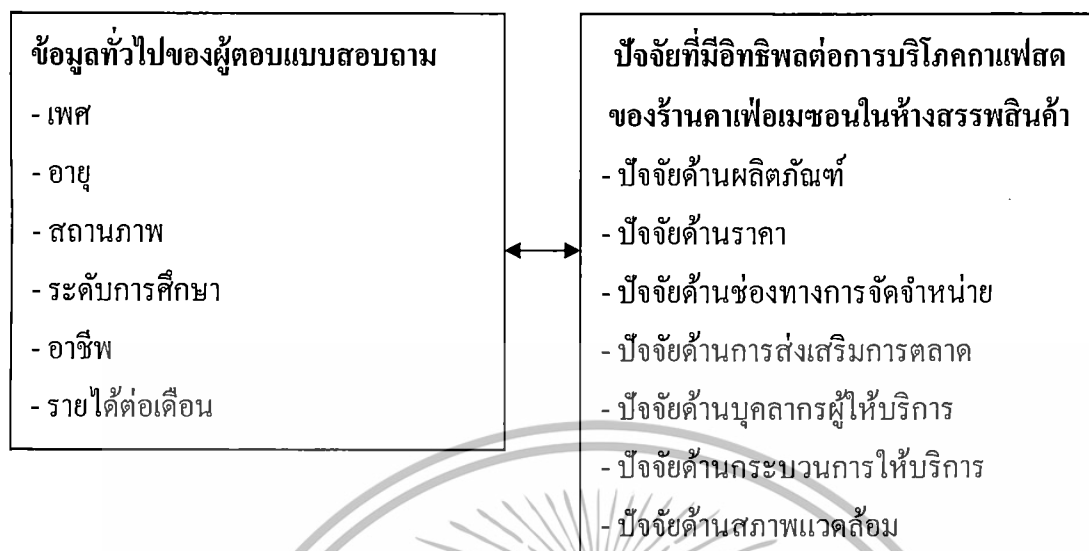 ข้อมูลทั่วไปของผู้ตอบแบบสอบถาม
- เพศ
- อายุ
- สถานภาพ
- ระดับการศึกษา
- อาชีพ
- รายได้ต่อเดือน
ปัจจัยที่มีอิทธิพลต่อการบริโภคกาแฟสด
ของร้านคาเฟ่อเมซอนในห้างสรรพสินค้า
- ปัจจัยด้านผลิตภัณฑ์
- ปัจจัยด้านราคา
- ปัจจัยด้านช่องทางการจัดจำหน่าย
- ปัจจัยด้านการส่งเสริมการตลาด
- ปัจจัยด้านบุคลากรผู้ให้บริการ
- ปัจจัยด้านกระบวนการให้บริการ
- ปัจจัยด้านสภาพแวดล้อม